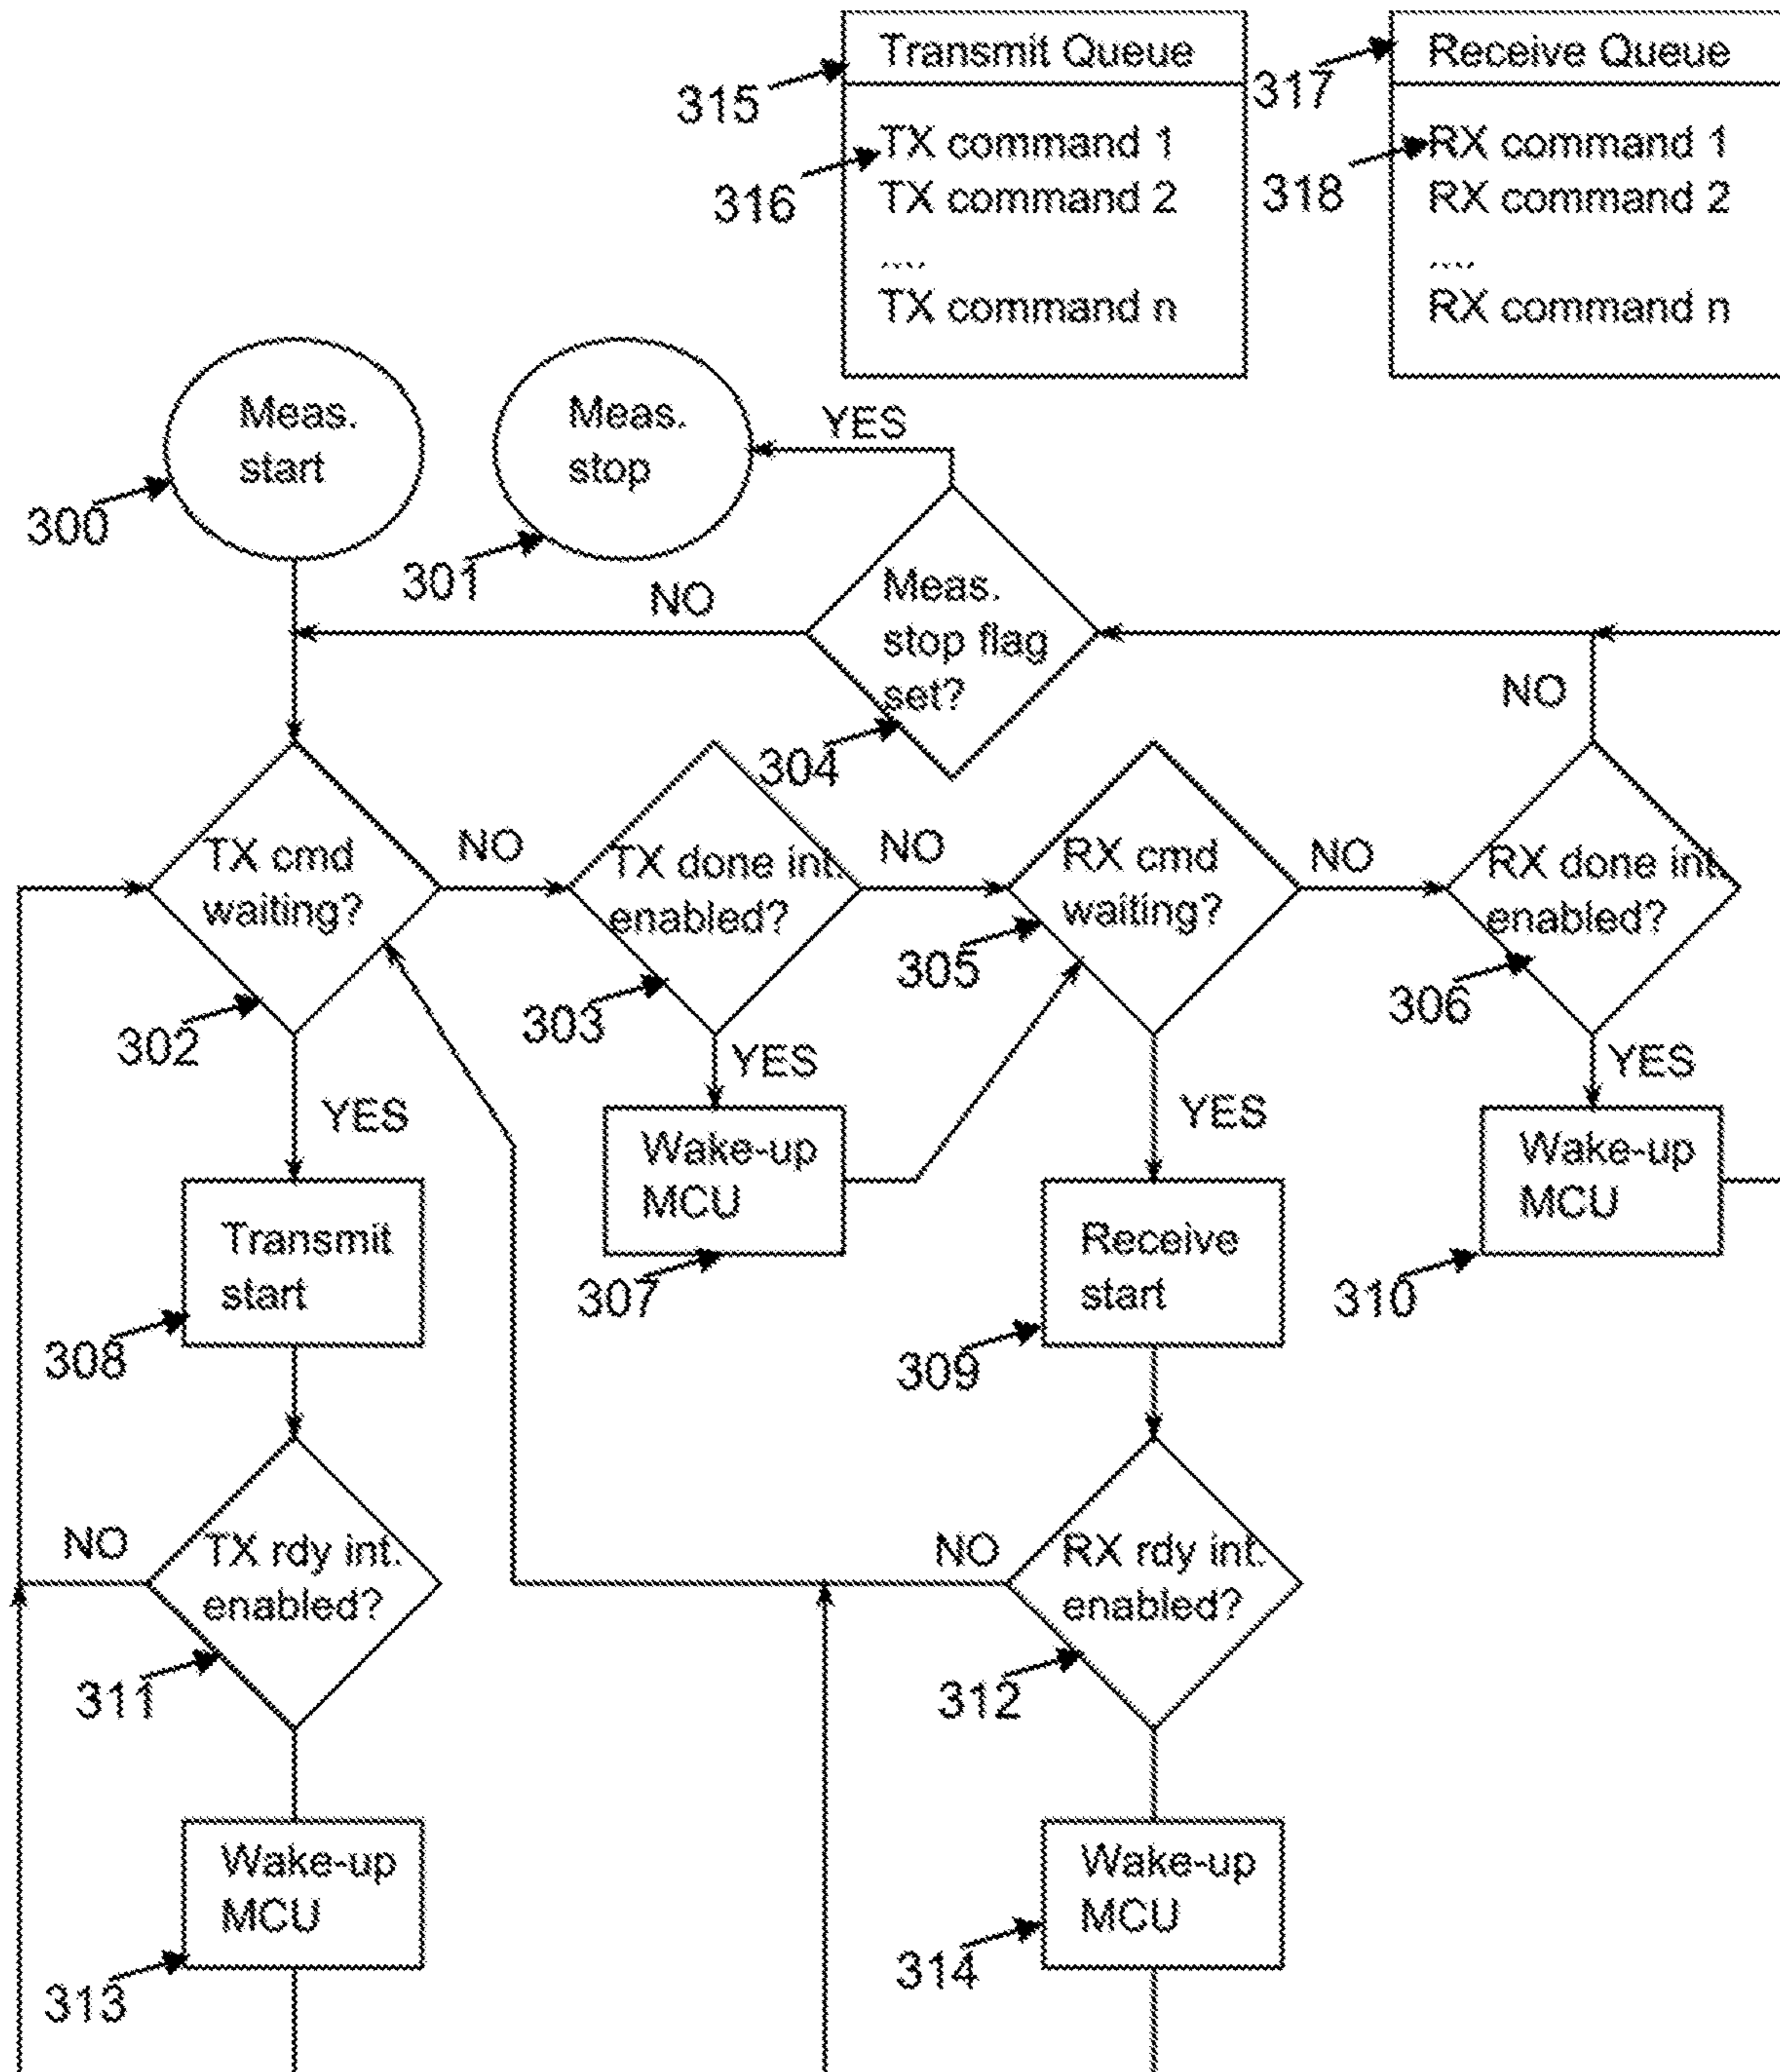 Transmit Queue
Receive Queue
315
317
TX command 1
RX command 1
316
TX command 2
318
RX command 2
....
....
TX command n
RX command n
Meas.
start
Meas.
stop
YES
300
301
NO
Meas.
stop flag
set?
NO
304
TX cmd
waiting?
NO
TX done int.
enabled?
NO
RX cmd
waiting?
NO
RX done int.
enabled?
302
303
305
306
YES
YES
YES
YES
Wake-up
MCU
Wake-up
MCU
Transmit
start
307
Receive
start
310
308
309
NO
TX rdy int.
enabled?
NO
RX rdy int.
enabled?
311
312
Wake-up
MCU
Wake-up
MCU
313
314